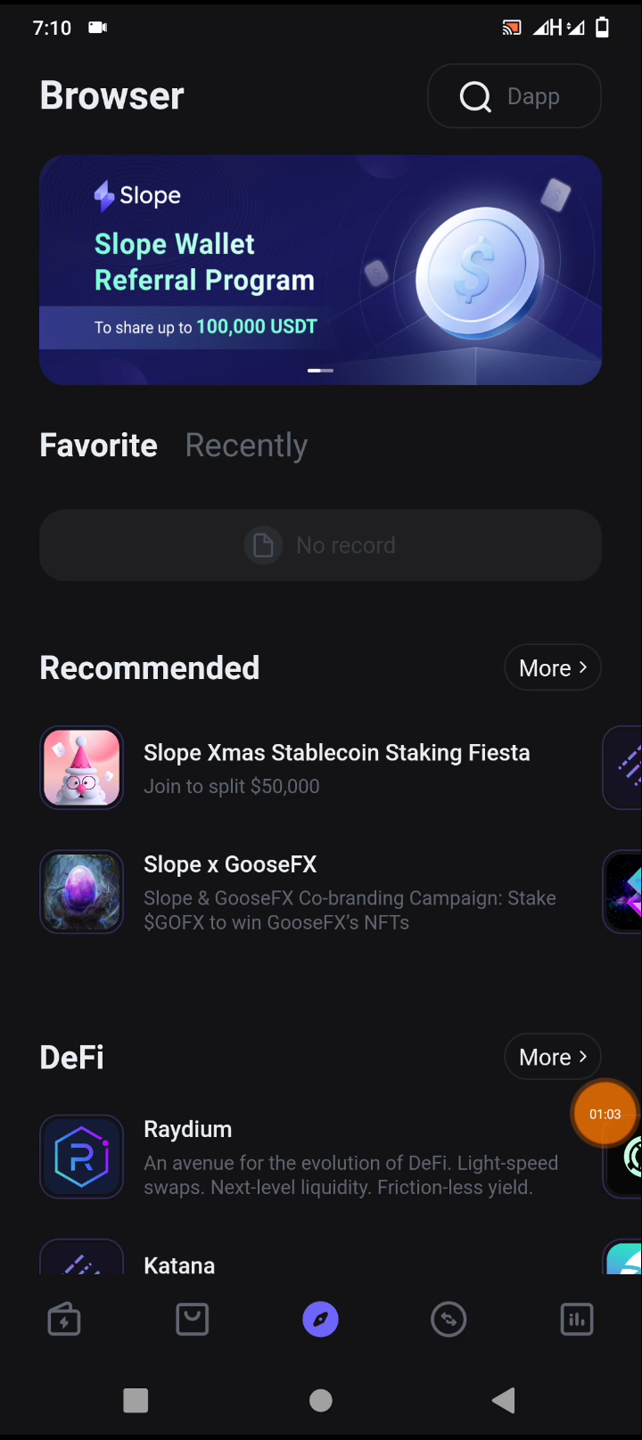 7:10
H
Browser
Dapp
Slope
Slope Wallet
Referral Program
To share up to 100,000 USDT
Favorite Recently
No record
Recommended
More
Slope Xmas Stablecoin Staking Fiesta
Join to split $50,000
Slope x GooseFX
Slope & GooseFX Co-branding Campaign: Stake
$GOFX to win GooseFX's NFTs
DeFi
More
01:03
Raydium
An avenue for the evolution of DeFi. Light-speed
swaps. Next-level liquidity. Friction-less yield.
Katana